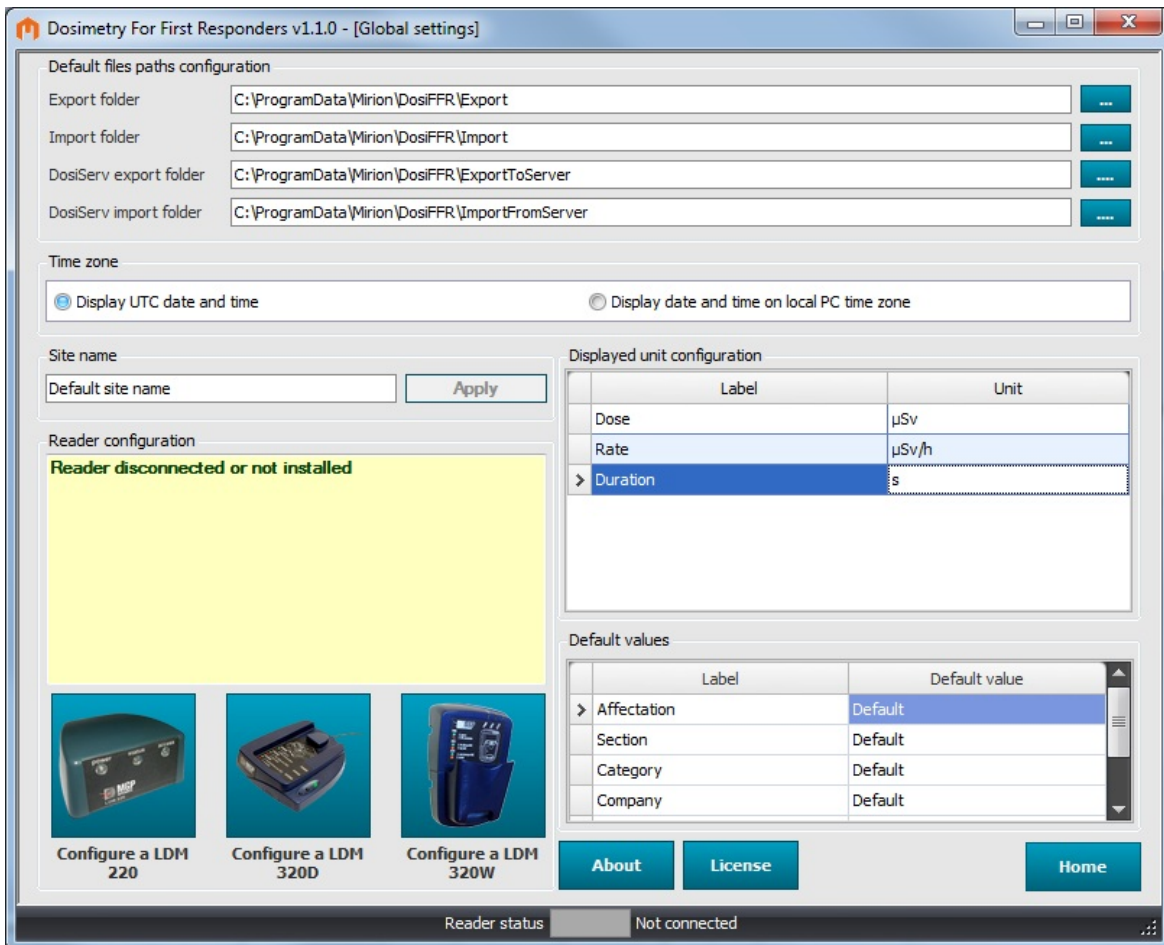 Dosimetry For First Responders v1.1.0 - [Global settings]
Default files paths configuration
Export folder
C:\ProgramData\Mirion\DosiFFR\Export
...
Import folder
C:\ProgramData\Mirion\DosiFFR\Import
...
DosiServ export folder
C:\ProgramData\Mirion\DosiFFR\ExportToServer
....
DosiServ import folder
C:\ProgramData\Mirion\DosiFFR\ImportFromServer
....
Time zone
Display UTC date and time
Display date and time on local PC time zone
Site name
Default site name
Apply
Reader configuration
Reader disconnected or not installed
power
status
access
MGP
Configure a LDM
220
Configure a LDM
320D
Configure a LDM
320W
Displayed unit configuration
Label Unit
Dose µSv
Rate µSv/h
Duration s
Default values
Label Default value
Affectation Default
Section Default
Category Default
Company Default
About
License
Home
Reader status
Not connected